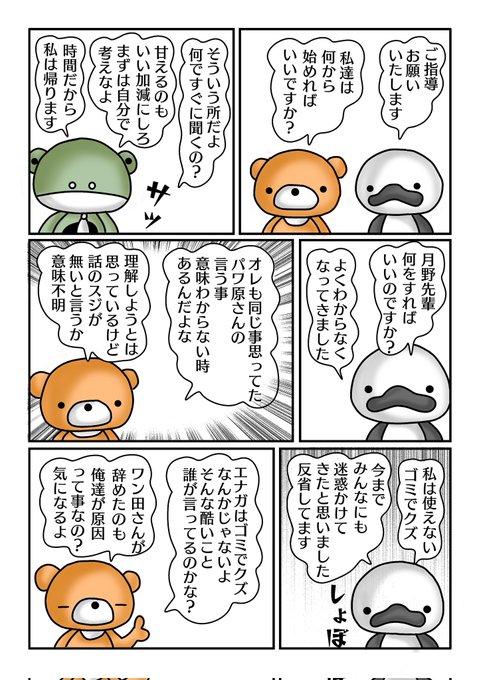 ご指導
お願い
いたします
私達は
何から
始めれば
いいですか?
そういう所だよ
何ですぐに聞くの?
甘えるのも
いい加減にしろ
まずは自分で
考えなよ
時間だから
私は帰ります
サッ
月野先輩
何をすれば
いいのですか?
よくわからなく
なってきました
オレも同じ事思ってた
パワ原さんの
言う事
意味わからない時
あるんだよな
理解しようとは
思っているけど
話のスジが
無いと言うか
意味不明
私は使えない
ゴミでクズ
今まで
みんなにも
迷惑かけて
きたと思いました
反省してます
しょぼ
エナガはゴミでクズ
なんかじゃないよ
そんな酷いこと
誰が言ってるのかな?
ワン田さんが
辞めたのも
俺達が原因
って事なの?
気になるよ